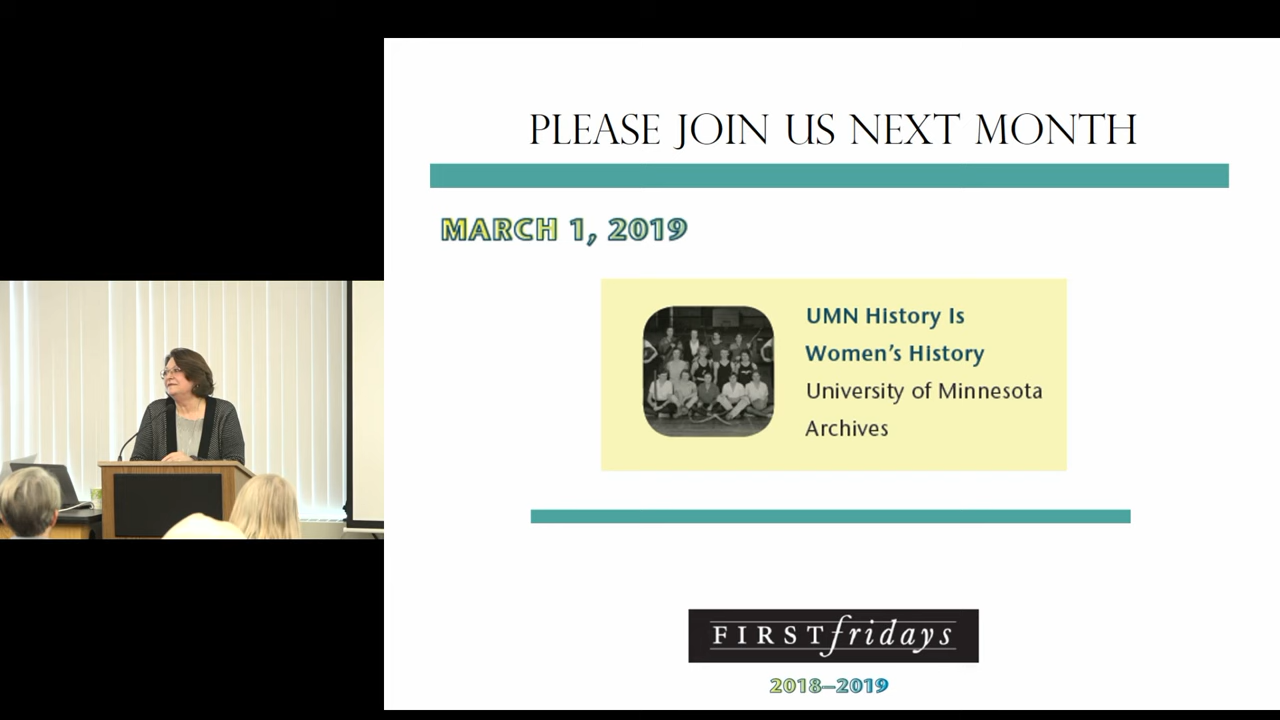 PLEASE JOIN US NEXT MONTH
MARCH 1, 2019
UMN History Is
Women's History
University of Minnesota
Archives
FIRST fridays
2018–2019